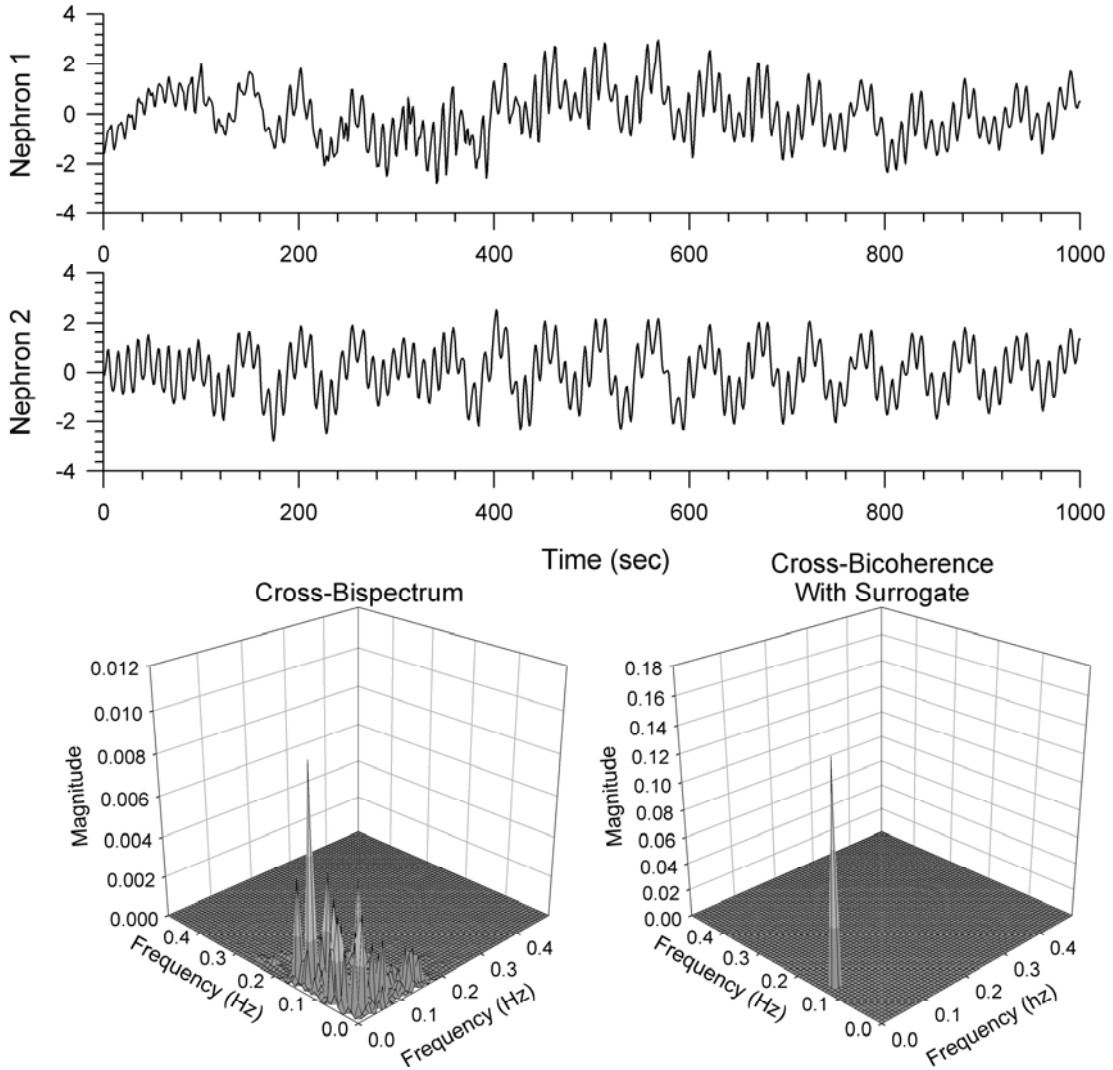 Nephron 1
4
2
0
-2
-4
0 200 400 600 800 1000
Nephron 2
4
2
0
-2
-4
0 200 400 600 800 1000
Time (sec)
Cross-Bispectrum
Magnitude
0.012
0.010
0.008
0.006
0.004
0.002
0.000
0.4 0.3 0.2 0.1 0.0
Frequency (Hz)
0.0 0.1 0.2 0.3 0.4
Frequency (Hz)
Cross-Bicoherence
With Surrogate
Magnitude
0.18
0.16
0.14
0.12
0.10
0.08
0.06
0.04
0.02
0.00
0.4 0.3 0.2 0.1 0.0
Frequency (Hz)
0.0 0.1 0.2 0.3 0.4
Frequency (hz)